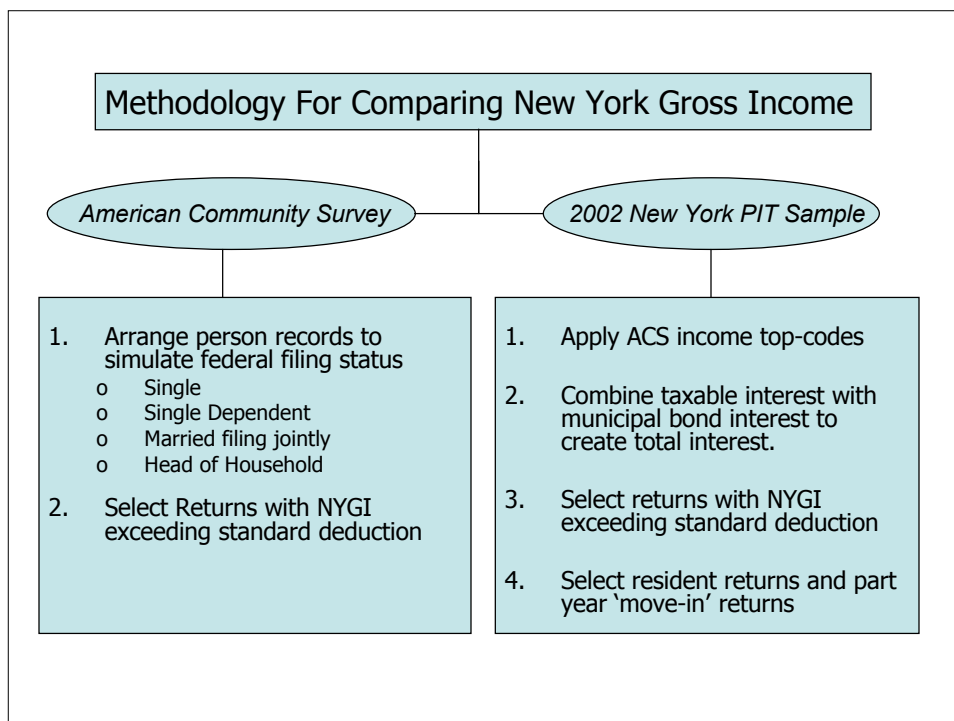 Methodology For Comparing New York Gross Income
American Community Survey
2002 New York PIT Sample
1. Arrange person records to
simulate federal filing status
o Single
o Single Dependent
o Married filing jointly
o Head of Household
2. Select Returns with NYGI
exceeding standard deduction
1. Apply ACS income top-codes
2. Combine taxable interest with
municipal bond interest to
create total interest.
3. Select returns with NYGI
exceeding standard deduction
4. Select resident returns and part
year ‘move-in’ returns